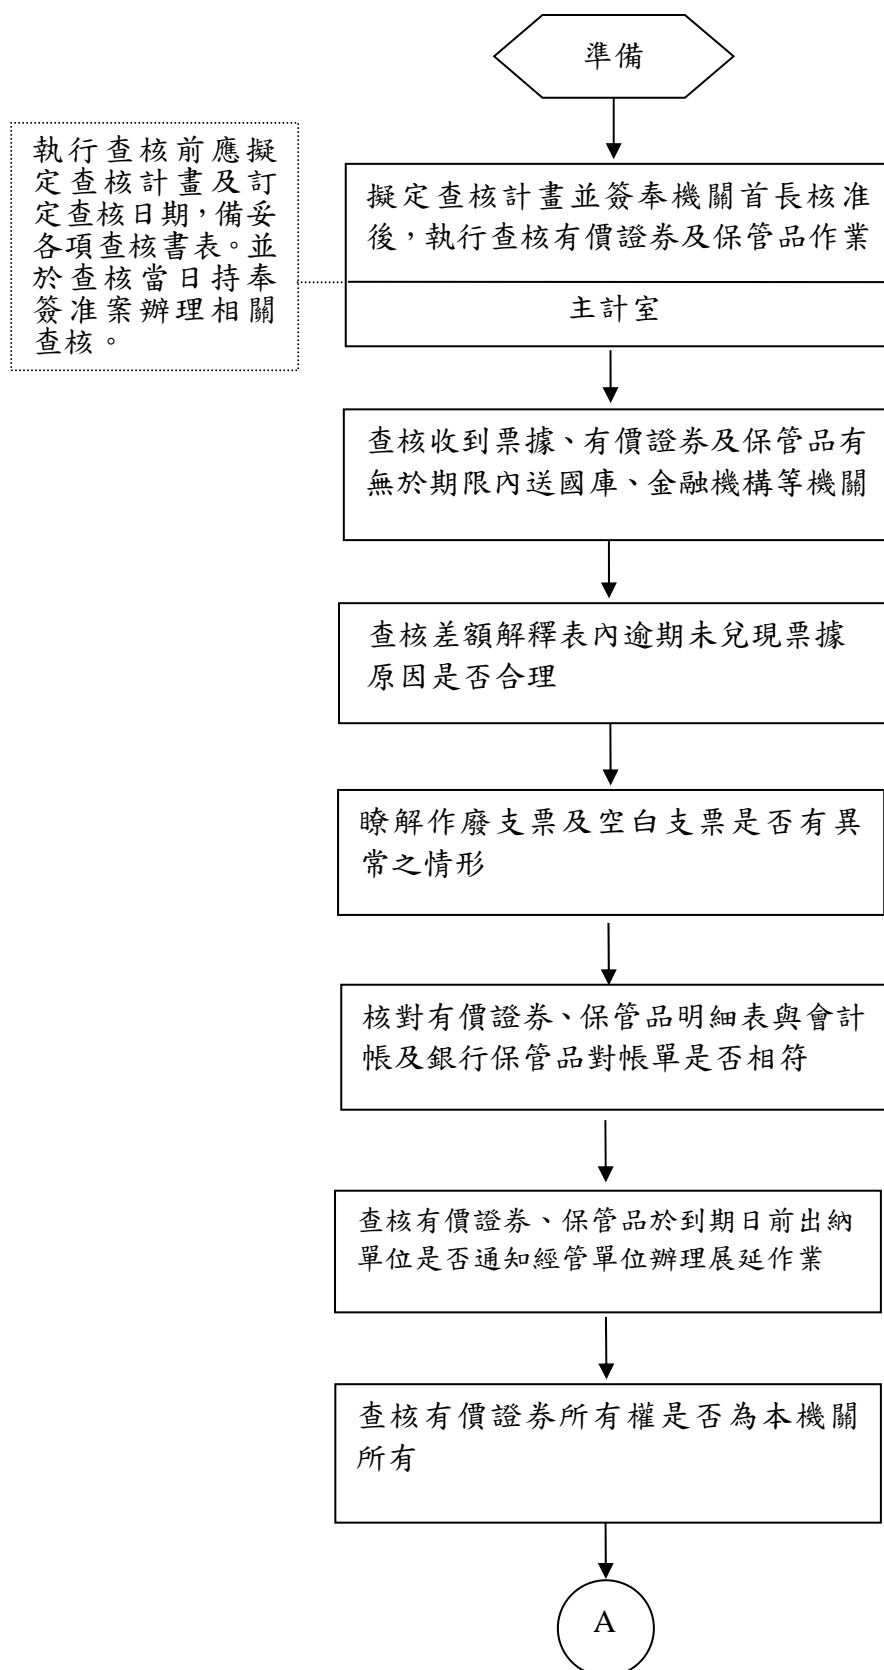 準備
執行查核前應擬
定查核計畫及訂
定查核日期，備妥
各項查核書表。並
於查核當日持奉
簽准案辦理相關
查核。
擬定查核計畫並簽奉機關首長核准
後，執行查核有價證券及保管品作業
主計室
查核收到票據、有價證券及保管品有
無於期限內送國庫、金融機構等機關
查核差額解釋表內逾期未兌現票據
原因是否合理
瞭解作廢支票及空白支票是否有異
常之情形
核對有價證券、保管品明細表與會計
帳及銀行保管品對帳單是否相符
查核有價證券、保管品於到期日前出納
單位是否通知經管單位辦理展延作業
查核有價證券所有權是否為本機關
所有
A